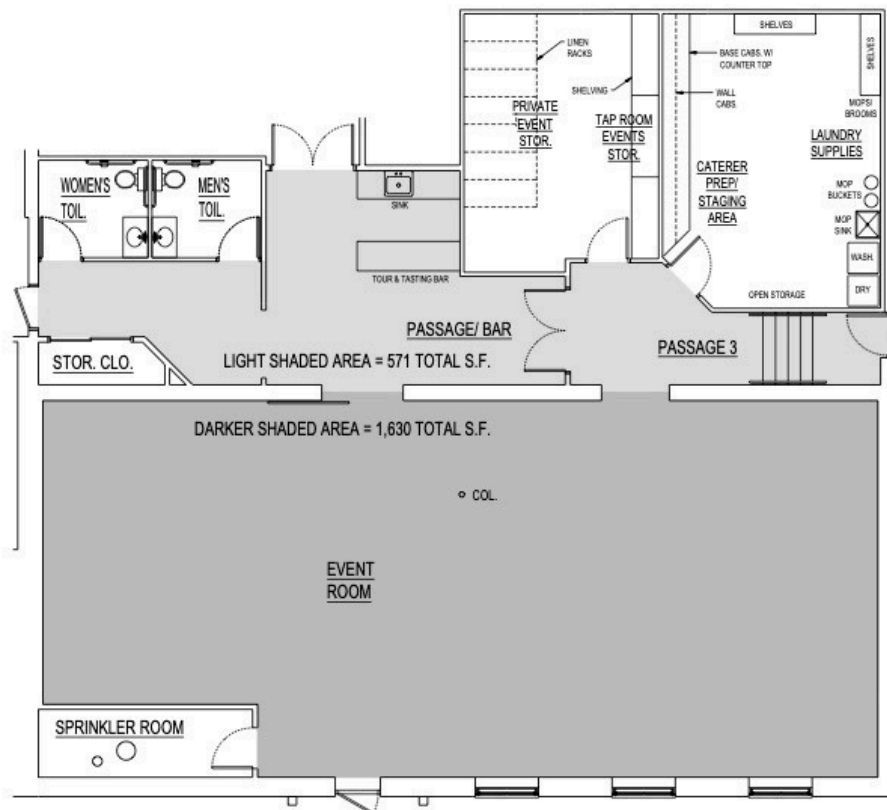 SHELVES
SHELVES
LINEN
RACKS
BASE CABS. W/
COUNTER TOP
SHELVING
WALL
CABS.
PRIVATE
EVENT
STOR.
TAP ROOM
EVENTS
STOR.
MOPS/
BROOMS
LAUNDRY
SUPPLIES
CATERER
PREP/
STAGING
AREA
WOMEN'S
TOIL.
MEN'S
TOIL.
SINK
MOP
BUCKETS
MOP
SINK
WASH.
DRY
TOUR & TASTING BAR
OPEN STORAGE
PASSAGE/ BAR
PASSAGE 3
STOR. CLO.
LIGHT SHADED AREA = 571 TOTAL S.F.
DARKER SHADED AREA = 1,630 TOTAL S.F.
COL.
EVENT
ROOM
SPRINKLER ROOM